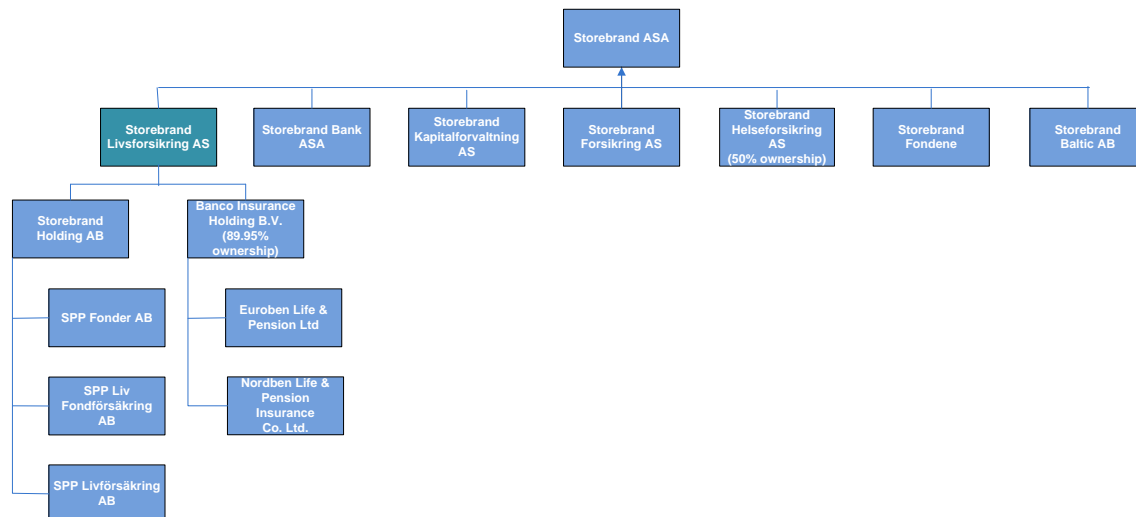 Storebrand ASA
Storebrand
Livsforsikring AS
Storebrand Bank
ASA
Storebrand
Kapitalforvaltning
AS
Storebrand
Forsikring AS
Storebrand
Helseforsikring
AS
(50% ownership)
Storebrand
Fondene
Storebrand
Baltic AB
Storebrand
Holding AB
Banco Insurance
Holding B.V.
(89.95%
ownership)
SPP Fonder AB
Euroben Life &
Pension Ltd
SPP Liv
Fondförsäkring
AB
Nordben Life &
Pension
Insurance
Co. Ltd.
SPP Livförsäkring
AB